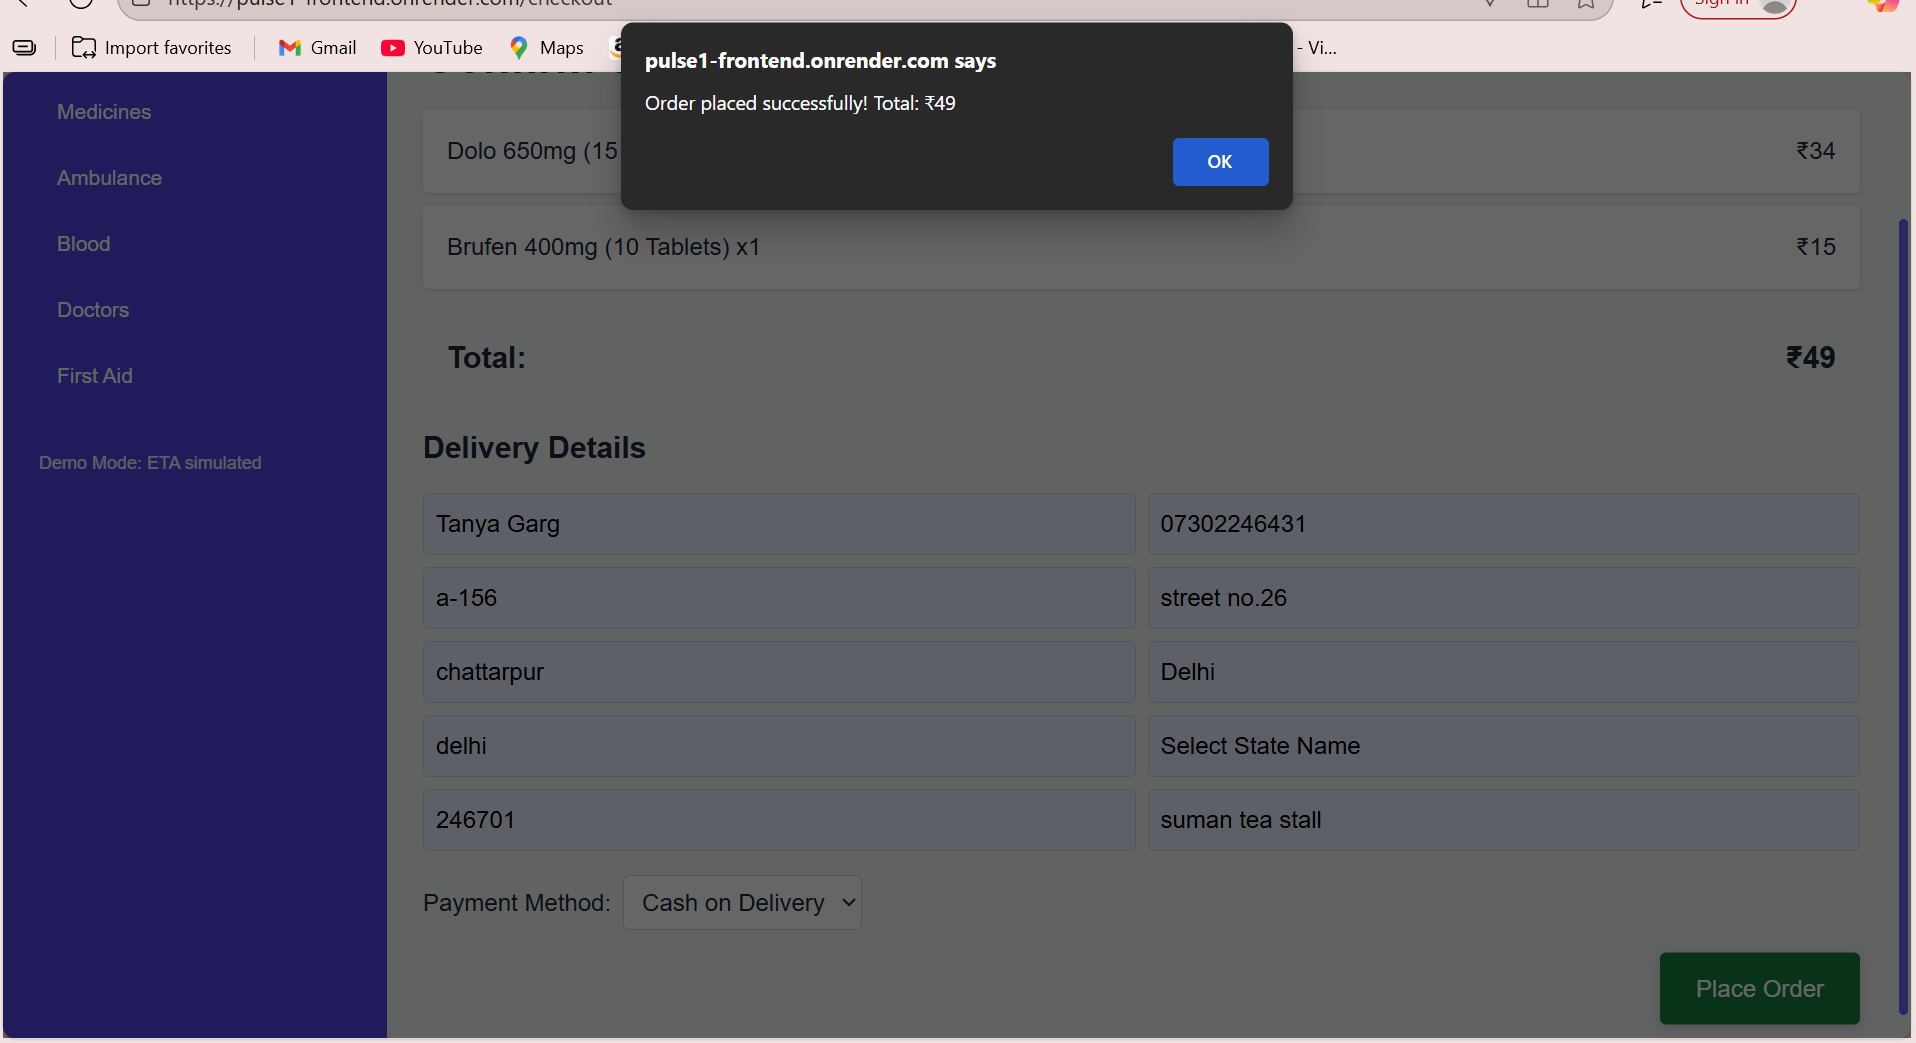 https://pulse1-frontend.onrender.com/checkout
Sign in
Import favorites
Gmail
YouTube
Maps
- Vi...
pulse1-frontend.onrender.com says
Order placed successfully! Total: ₹49
OK
Medicines
Ambulance
Blood
Doctors
First Aid
Demo Mode: ETA simulated
Dolo 650mg (15
₹34
Brufen 400mg (10 Tablets) x1
₹15
Total:
₹49
Delivery Details
Tanya Garg
07302246431
a-156
street no.26
chattarpur
Delhi
delhi
Select State Name
246701
suman tea stall
Payment Method:
Cash on Delivery
Place Order